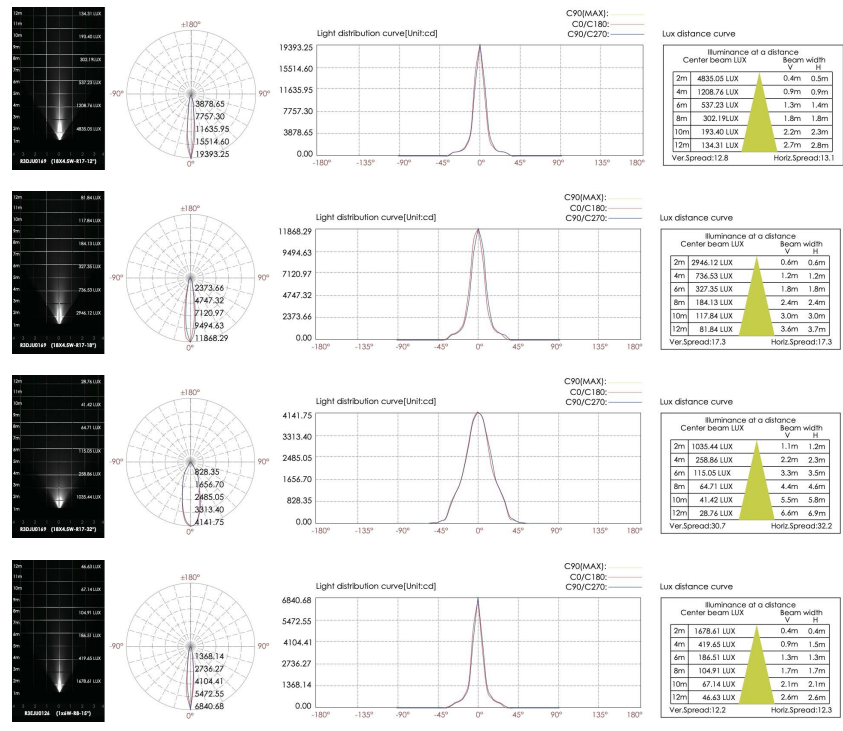 12m 134.31 LUX
11m
10m 193.40 LUX
9m
8m 302.19LUX
7m
6m 537.23 LUX
5m
4m 1208.76 LUX
3m
2m 4835.05 LUX
1m
R3DJU0169 (18X4.5W-R17-12°)
±180°
-90° 90°
3878.65
7757.30
11635.95
15514.60
19393.25
0°
C90(MAX):
C0/C180:
C90/C270:
Light distribution curve[Unit:cd]
19393.25
15514.60
11635.95
7757.30
3878.65
0.00
-180° -135° -90° -45° 0° 45° 90° 135° 180°
Lux distance curve
Illuminance at a distance
Center beam LUX Beam width
V H
2m 4835.05 LUX 0.4m 0.5m
4m 1208.76 LUX 0.9m 0.9m
6m 537.23 LUX 1.3m 1.4m
8m 302.19LUX 1.8m 1.8m
10m 193.40 LUX 2.2m 2.3m
12m 134.31 LUX 2.7m 2.8m
Ver.Spread:12.8 Horiz.Spread:13.1
12m 81.84 LUX
11m
10m 117.84 LUX
9m
8m 184.13 LUX
7m
6m 327.35 LUX
5m
4m 736.53 LUX
3m
2m 2946.12 LUX
1m
R3DJU0169 (18X4.5W-R17-18°)
±180°
-90° 90°
2373.66
4747.32
7120.97
9494.63
11868.29
0°
C90(MAX):
C0/C180:
C90/C270:
Light distribution curve[Unit:cd]
11868.29
9494.63
7120.97
4747.32
2373.66
0.00
-180° -135° -90° -45° 0° 45° 90° 135° 180°
Lux distance curve
Illuminance at a distance
Center beam LUX Beam width
V H
2m 2946.12 LUX 0.6m 0.6m
4m 736.53 LUX 1.2m 1.2m
6m 327.35 LUX 1.8m 1.8m
8m 184.13 LUX 2.4m 2.4m
10m 117.84 LUX 3.0m 3.0m
12m 81.84 LUX 3.6m 3.7m
Ver.Spread:17.3 Horiz.Spread:17.3
12m 28.76 LUX
11m
10m 41.42 LUX
9m
8m 64.71 LUX
7m
6m 115.05 LUX
5m
4m 258.86 LUX
3m
2m 1035.44 LUX
1m
R3DJU0169 (18X4.5W-R17-32°)
±180°
-90° 90°
828.35
1656.70
2485.05
3313.40
4141.75
0°
C90(MAX):
C0/C180:
C90/C270:
Light distribution curve[Unit:cd]
4141.75
3313.40
2485.05
1656.70
828.35
0.00
-180° -135° -90° -45° 0° 45° 90° 135° 180°
Lux distance curve
Illuminance at a distance
Center beam LUX Beam width
V H
2m 1035.44 LUX 1.1m 1.2m
4m 258.86 LUX 2.2m 2.3m
6m 115.05 LUX 3.3m 3.5m
8m 64.71 LUX 4.4m 4.6m
10m 41.42 LUX 5.5m 5.8m
12m 28.76 LUX 6.6m 6.9m
Ver.Spread:30.7 Horiz.Spread:32.2
12m 46.63 LUX
11m
10m 67.14 LUX
9m
8m 104.91 LUX
7m
6m 186.51 LUX
5m
4m 419.65 LUX
3m
2m 1678.61 LUX
1m
R3EJU0126 (1x6W-R8-15°)
±180°
-90° 90°
1368.14
2736.27
4104.41
5472.55
6840.68
0°
C90(MAX):
C0/C180:
C90/C270:
Light distribution curve[Unit:cd]
6840.68
5472.55
4104.41
2736.27
1368.14
0.00
-180° -135° -90° -45° 0° 45° 90° 135° 180°
Lux distance curve
Illuminance at a distance
Center beam LUX Beam width
V H
2m 1678.61 LUX 0.4m 0.4m
4m 419.65 LUX 0.9m 1.5m
6m 186.51 LUX 1.3m 1.3m
8m 104.91 LUX 1.7m 1.7m
10m 67.14 LUX 2.1m 2.1m
12m 46.63 LUX 2.6m 2.6m
Ver.Spread:12.2 Horiz.Spread:12.3